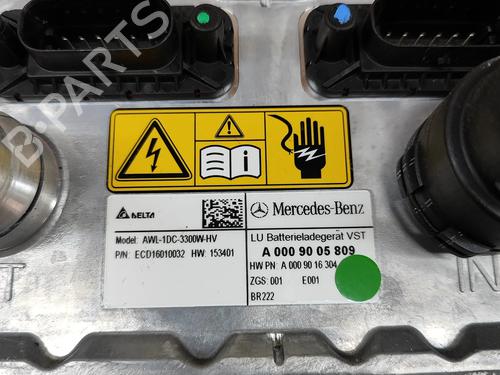 DELTA
Model: AWL-1DC-3300W-HV
P/N: ECD16010032 HW: 153401
Mercedes-Benz
LU Batterieladegerät VST
A 000 90 05 809
HW PN: A 000 90 16 304
ZGS: 001 E001
BR222